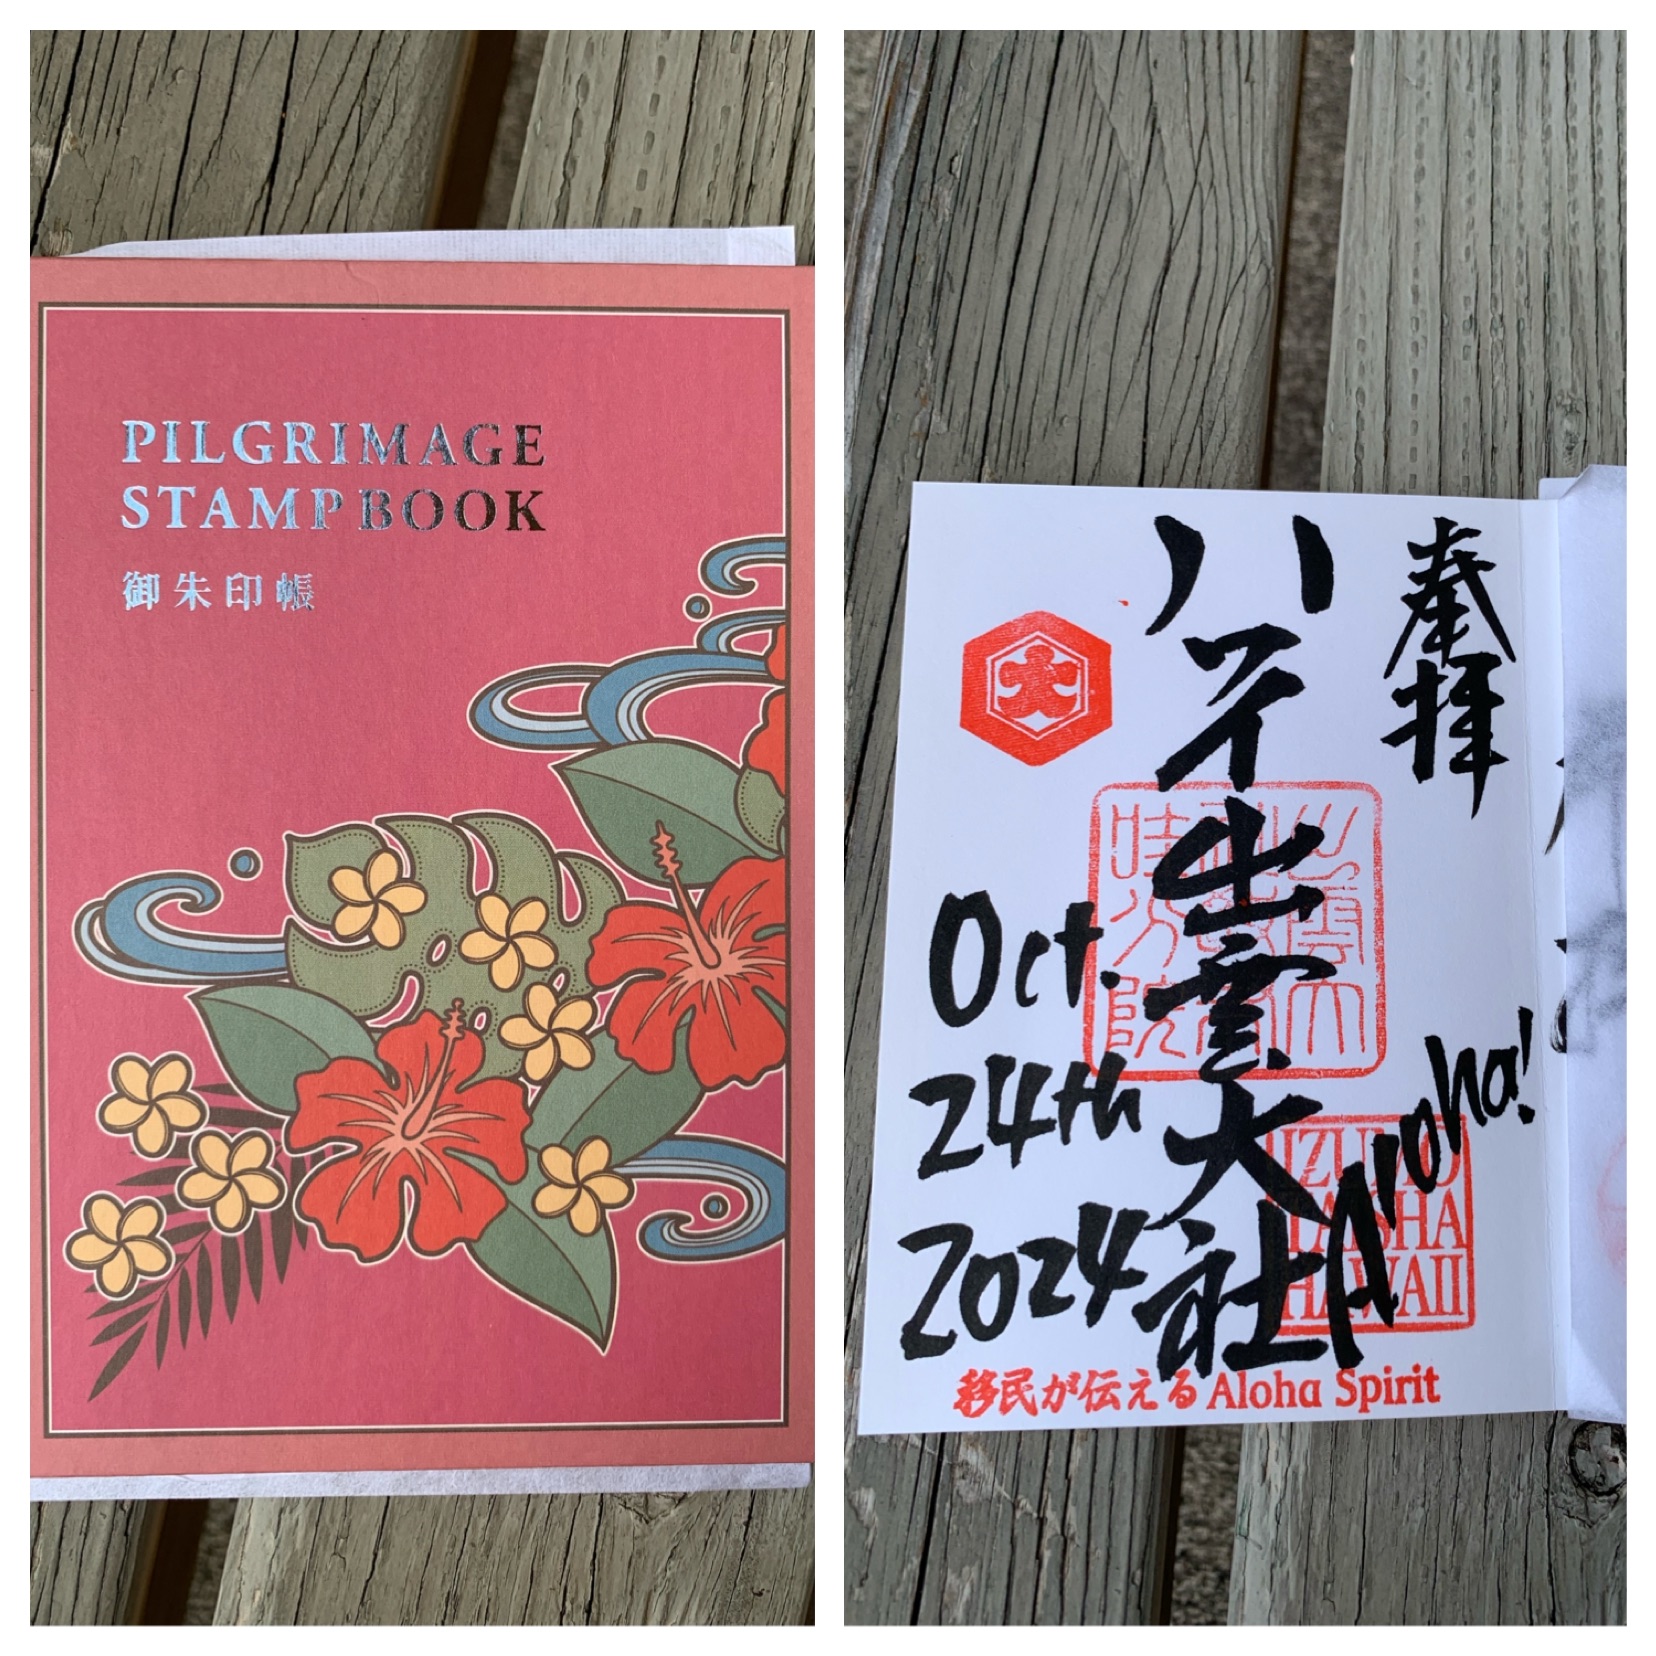 PILGRIMAGE
STAMP BOOK
御朱印帳
奉拝
ハワイ出雲大社
Aloha!
Oct.
24th
2024
大
IZUMO
TAISHA
HAWAII
移民が伝える Aloha Spirit